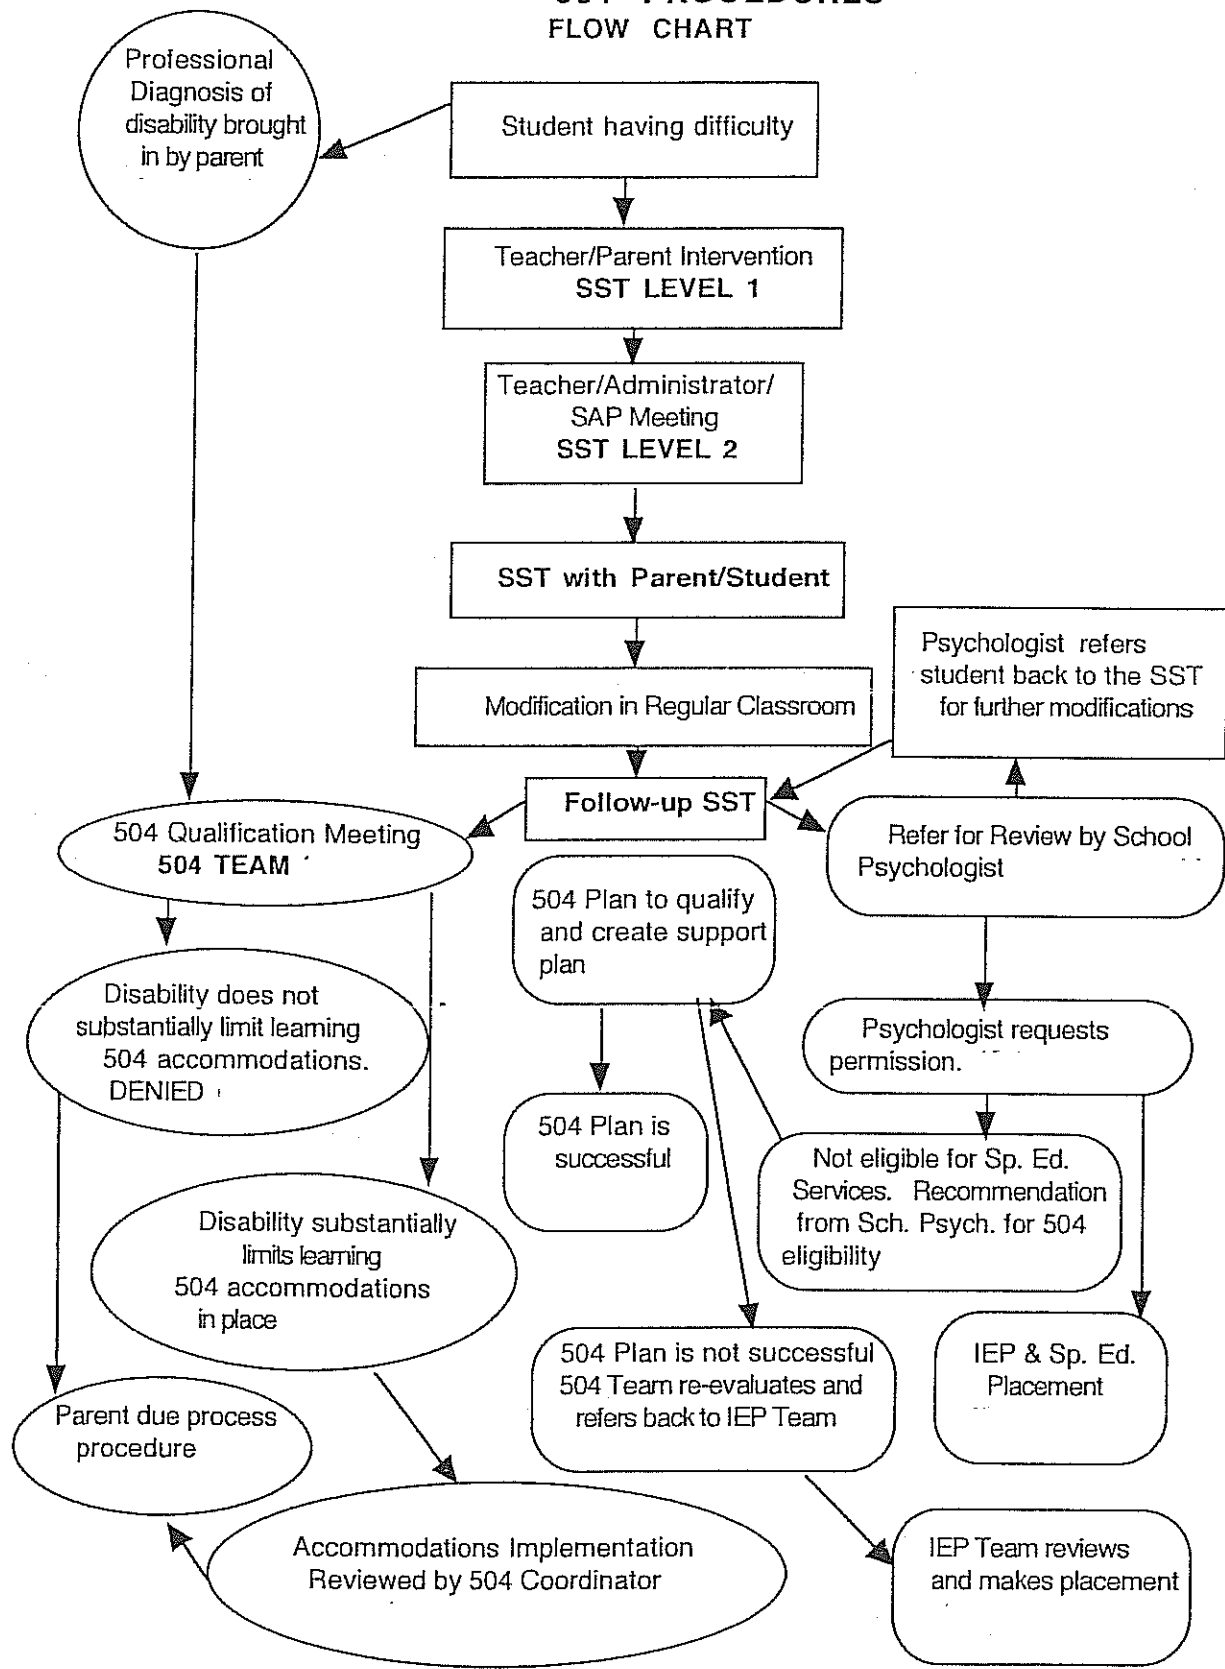 FLOW CHART
Professional
Diagnosis of
disability brought
in by parent
Student having difficulty
Teacher/Parent Intervention
SST LEVEL 1
Teacher/Administrator/
SAP Meeting
SST LEVEL 2
SST with Parent/Student
Modification in Regular Classroom
Psychologist refers
student back to the SST
for further modifications
Follow-up SST
504 Qualification Meeting
504 TEAM
Refer for Review by School
Psychologist
504 Plan to qualify
and create support
plan
Disability does not
substantially limit learning
504 accommodations.
DENIED
Psychologist requests
permission.
504 Plan is
successful
Not eligible for Sp. Ed.
Services. Recommendation
from Sch. Psych. for 504
eligibility
Disability substantially
limits learning
504 accommodations
in place
504 Plan is not successful
504 Team re-evaluates and
refers back to IEP Team
IEP & Sp. Ed.
Placement
Parent due process
procedure
Accommodations Implementation
Reviewed by 504 Coordinator
IEP Team reviews
and makes placement